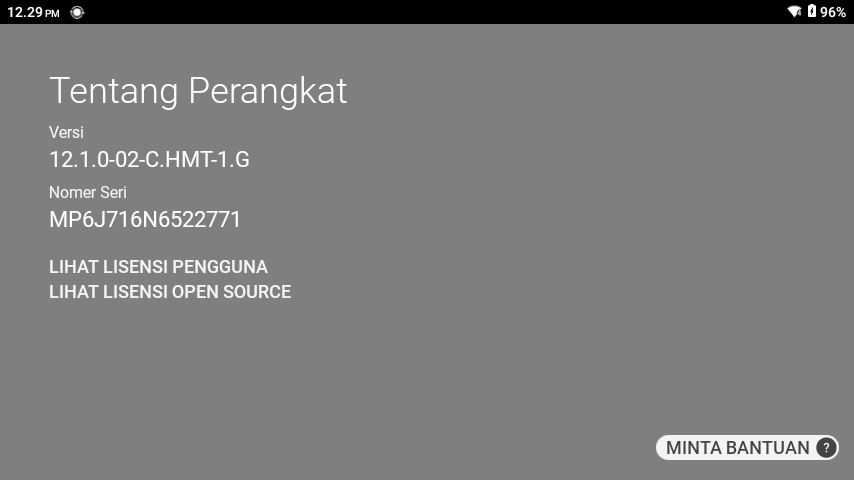 12.29 PM
96%
Tentang Perangkat
Versi
12.1.0-02-C.HMT-1.G
Nomer Seri
MP6J716N6522771
LIHAT LISENSI PENGGUNA
LIHAT LISENSI OPEN SOURCE
MINTA BANTUAN ?